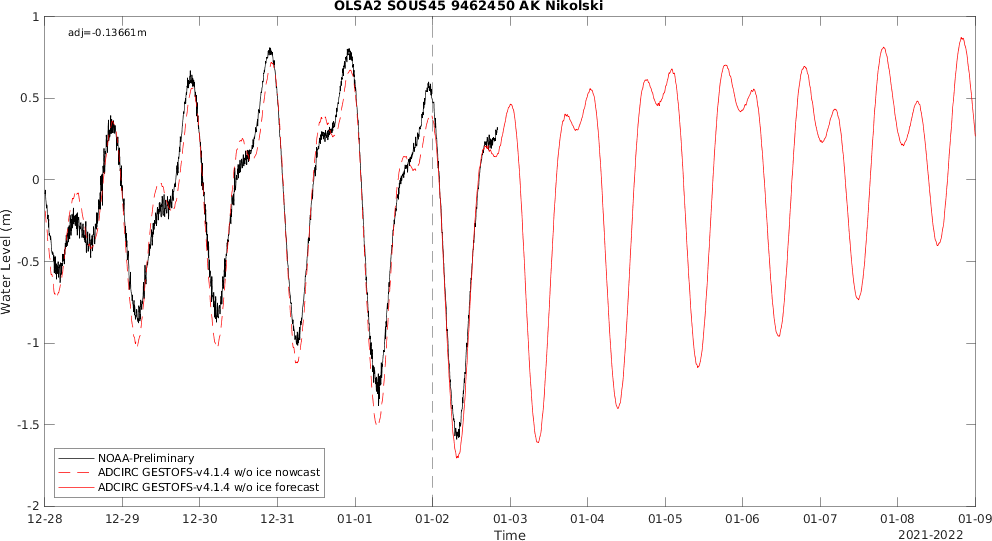 OLSA2 SOUS45 9462450 AK Nikolski
adj=-0.13661m
1
0.5
0
-0.5
-1
-1.5
-2
Water Level (m)
NOAA-Preliminary
ADCIRC GESTOFS-v4.1.4 w/o ice nowcast
ADCIRC GESTOFS-v4.1.4 w/o ice forecast
12-28 12-29 12-30 12-31 01-01 01-02 01-03 01-04 01-05 01-06 01-07 01-08 01-09
Time
2021-2022